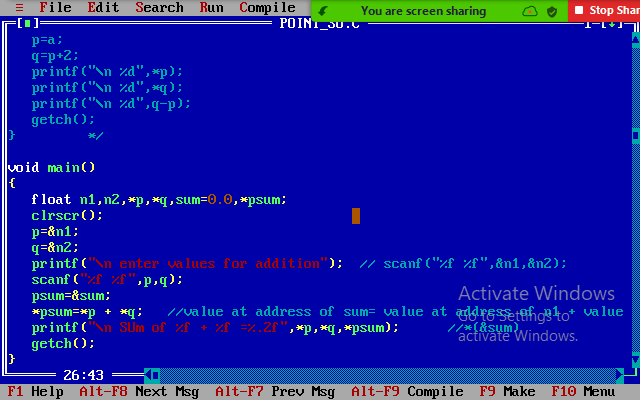 ≡ File Edit Search Run Compile You are screen sharing Stop Shar
POINT_SU.C 1
p=a;
q=p+2;
printf("\n %d",*p);
printf("\n %d",*q);
printf("\n %d",q-p);
getch();
} */
void main()
{
float n1,n2,*p,*q,sum=0.0,*psum;
clrscr();
p=&n1;
q=&n2;
printf("\n enter values for addition"); // scanf("%f %f",&n1,&n2);
scanf("%f %f",p,q);
psum=&sum;
*psum=*p + *q; //value at address of sum= value at address of n1 + value
printf("\n SUm of %f + %f =%.2f",*p,*q,*psum); //*(&sum)
getch();
}
Activate Windows
Go to Settings to
activate Windows.
26:43
F1 Help Alt-F8 Next Msg Alt-F7 Prev Msg Alt-F9 Compile F9 Make F10 Menu